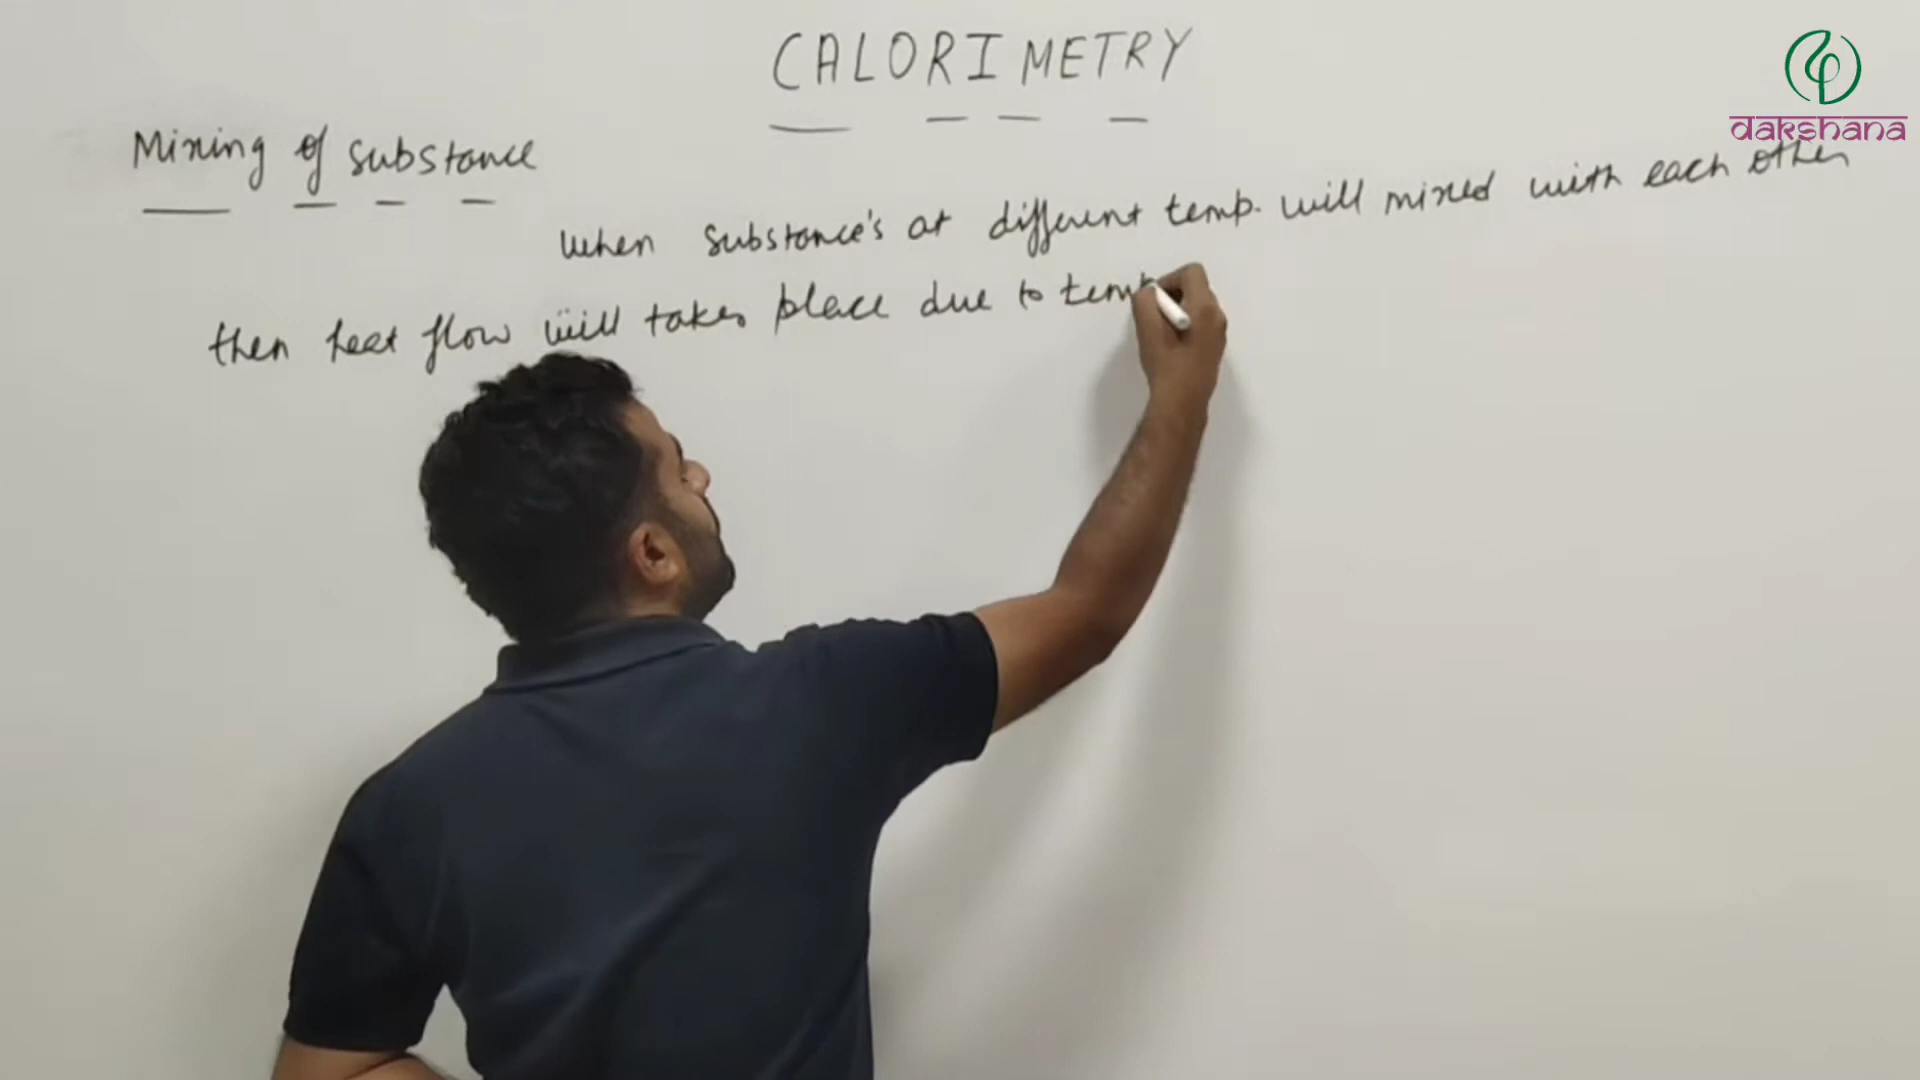 CALORIMETRY
dakshana
Mixing of substance
When substance's at different temp. will mixed with each other
then heat flow will takes place due to temp